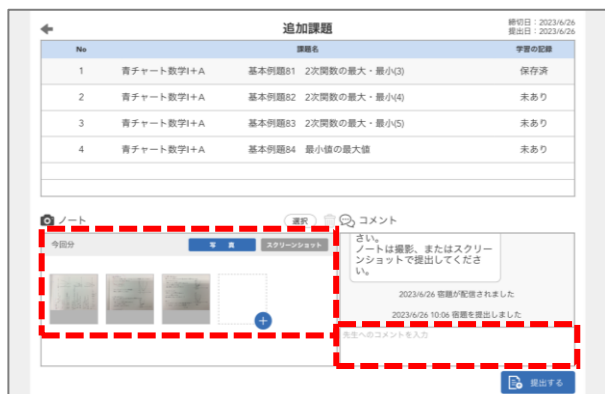 追加課題
締切日：2023/6/26
提出日：2023/6/26
No 課題名 学習の記録
1 青チャート数学I+A 基本例題81 2次関数の最大・最小(3) 保存済
2 青チャート数学I+A 基本例題82 2次関数の最大・最小(4) 未あり
3 青チャート数学I+A 基本例題83 2次関数の最大・最小(5) 未あり
4 青チャート数学I+A 基本例題84 最小値の最大値 未あり
ノート 選択 コメント
今回分 写 真 スクリーンショット
さい。
ノートは撮影、またはスクリー
ンショットで提出してくださ
い。
2023/6/26 宿題が配信されました
2023/6/26 10:06 宿題を提出しました
先生へのコメントを入力
提出する